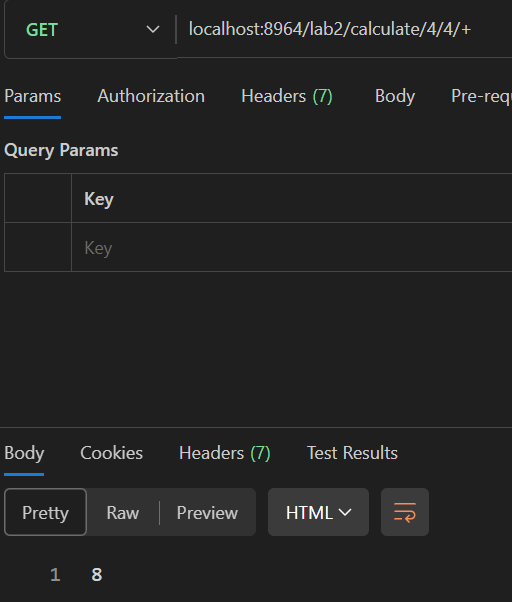 GET localhost:8964/lab2/calculate/4/4/+
Params Authorization Headers (7) Body Pre-req
Query Params
Key
Key
Body Cookies Headers (7) Test Results
Pretty Raw Preview HTML
1 8